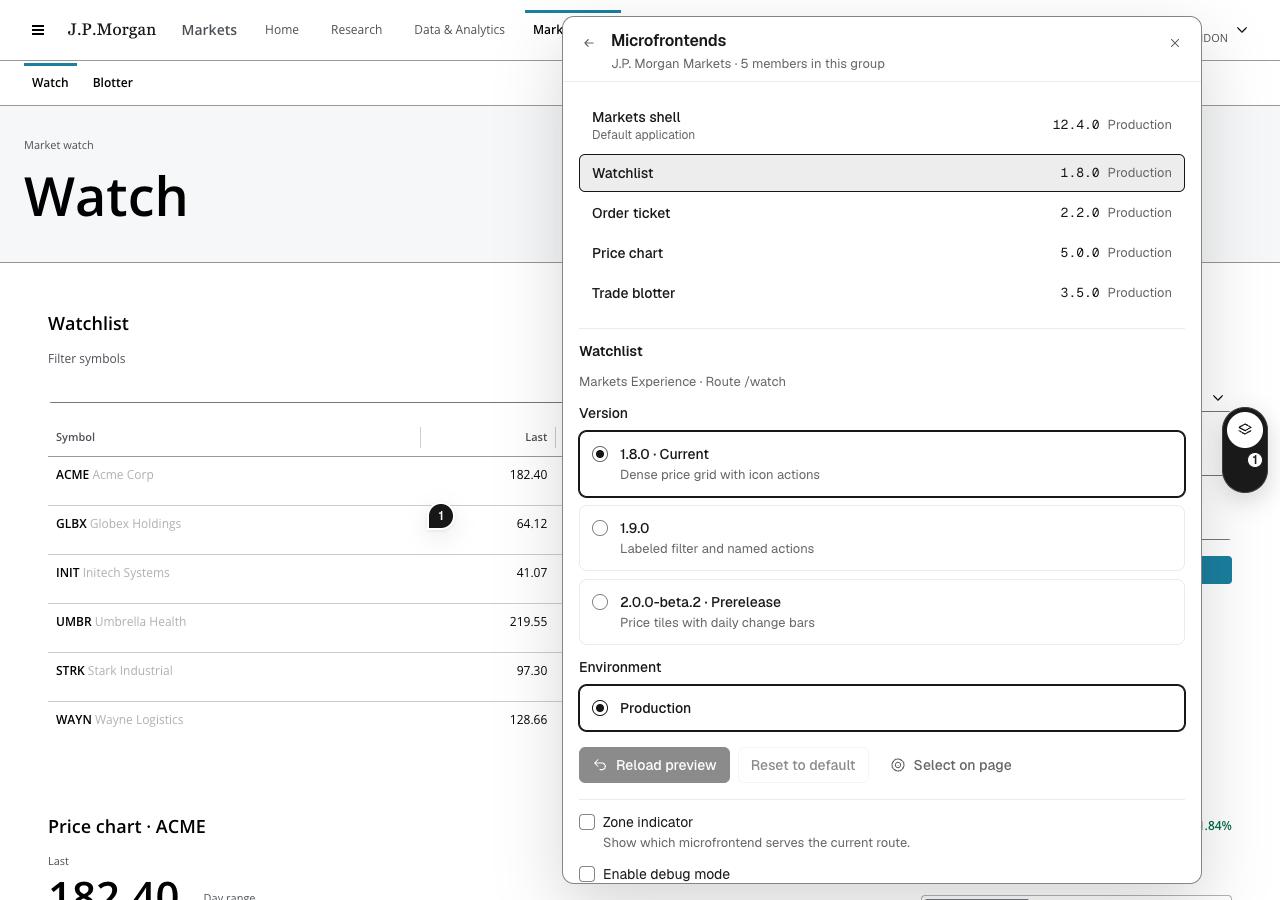 J.P.Morgan Markets Home Research Data & Analytics Mark
DON
Watch Blotter
Market watch
Watch
Watchlist
Filter symbols
Symbol Last
ACME Acme Corp 182.40
GLBX Globex Holdings 64.12
1
INIT Initech Systems 41.07
UMBR Umbrella Health 219.55
STRK Stark Industrial 97.30
WAYN Wayne Logistics 128.66
Price chart · ACME
.84%
Last
182.40 Day range
Microfrontends
J.P. Morgan Markets · 5 members in this group
Markets shell 12.4.0 Production
Default application
Watchlist 1.8.0 Production
Order ticket 2.2.0 Production
Price chart 5.0.0 Production
Trade blotter 3.5.0 Production
Watchlist
Markets Experience · Route /watch
Version
1.8.0 · Current
Dense price grid with icon actions
1.9.0
Labeled filter and named actions
2.0.0-beta.2 · Prerelease
Price tiles with daily change bars
Environment
Production
Reload preview Reset to default Select on page
Zone indicator
Show which microfrontend serves the current route.
Enable debug mode
1